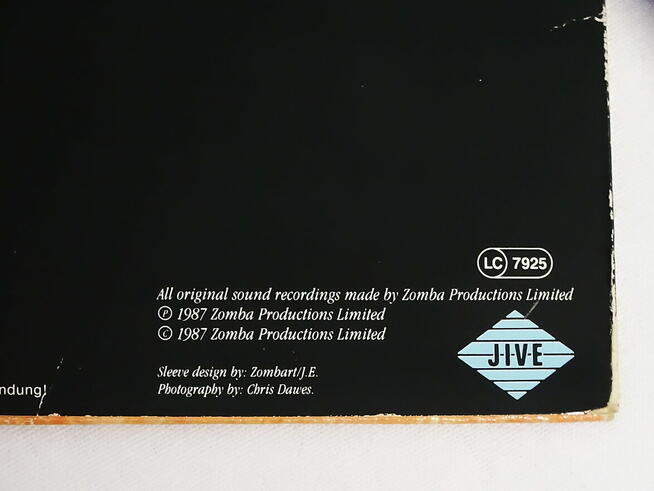 LC 7925
All original sound recordings made by Zomba Productions Limited
Ⓟ 1987 Zomba Productions Limited
© 1987 Zomba Productions Limited
J·I·V·E
Sleeve design by: Zombart/J.E.
Photography by: Chris Dawes.
ndung!